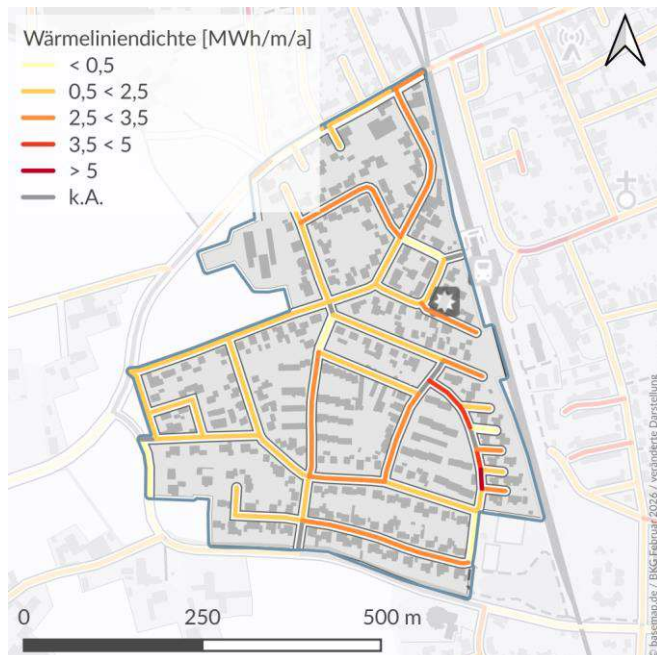 Wärmeliniendichte [MWh/m/a]
< 0,5
0,5 < 2,5
2,5 < 3,5
3,5 < 5
> 5
k.A.
© basemap.de / BKG Februar 2026 / veränderte Darstellung
0 250 500 m